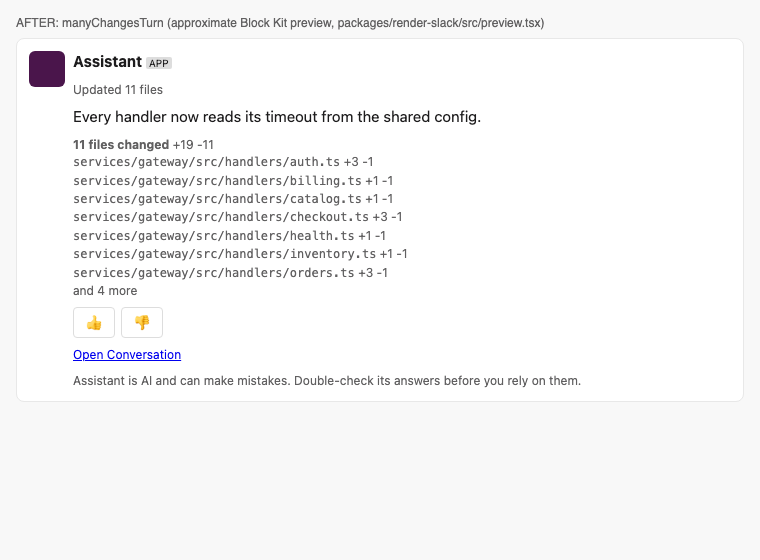 AFTER: manyChangesTurn (approximate Block Kit preview, packages/render-slack/src/preview.tsx)
Assistant APP
Updated 11 files
Every handler now reads its timeout from the shared config.
11 files changed +19 -11
services/gateway/src/handlers/auth.ts +3 -1
services/gateway/src/handlers/billing.ts +1 -1
services/gateway/src/handlers/catalog.ts +1 -1
services/gateway/src/handlers/checkout.ts +3 -1
services/gateway/src/handlers/health.ts +1 -1
services/gateway/src/handlers/inventory.ts +1 -1
services/gateway/src/handlers/orders.ts +3 -1
and 4 more
Open Conversation
Assistant is AI and can make mistakes. Double-check its answers before you rely on them.